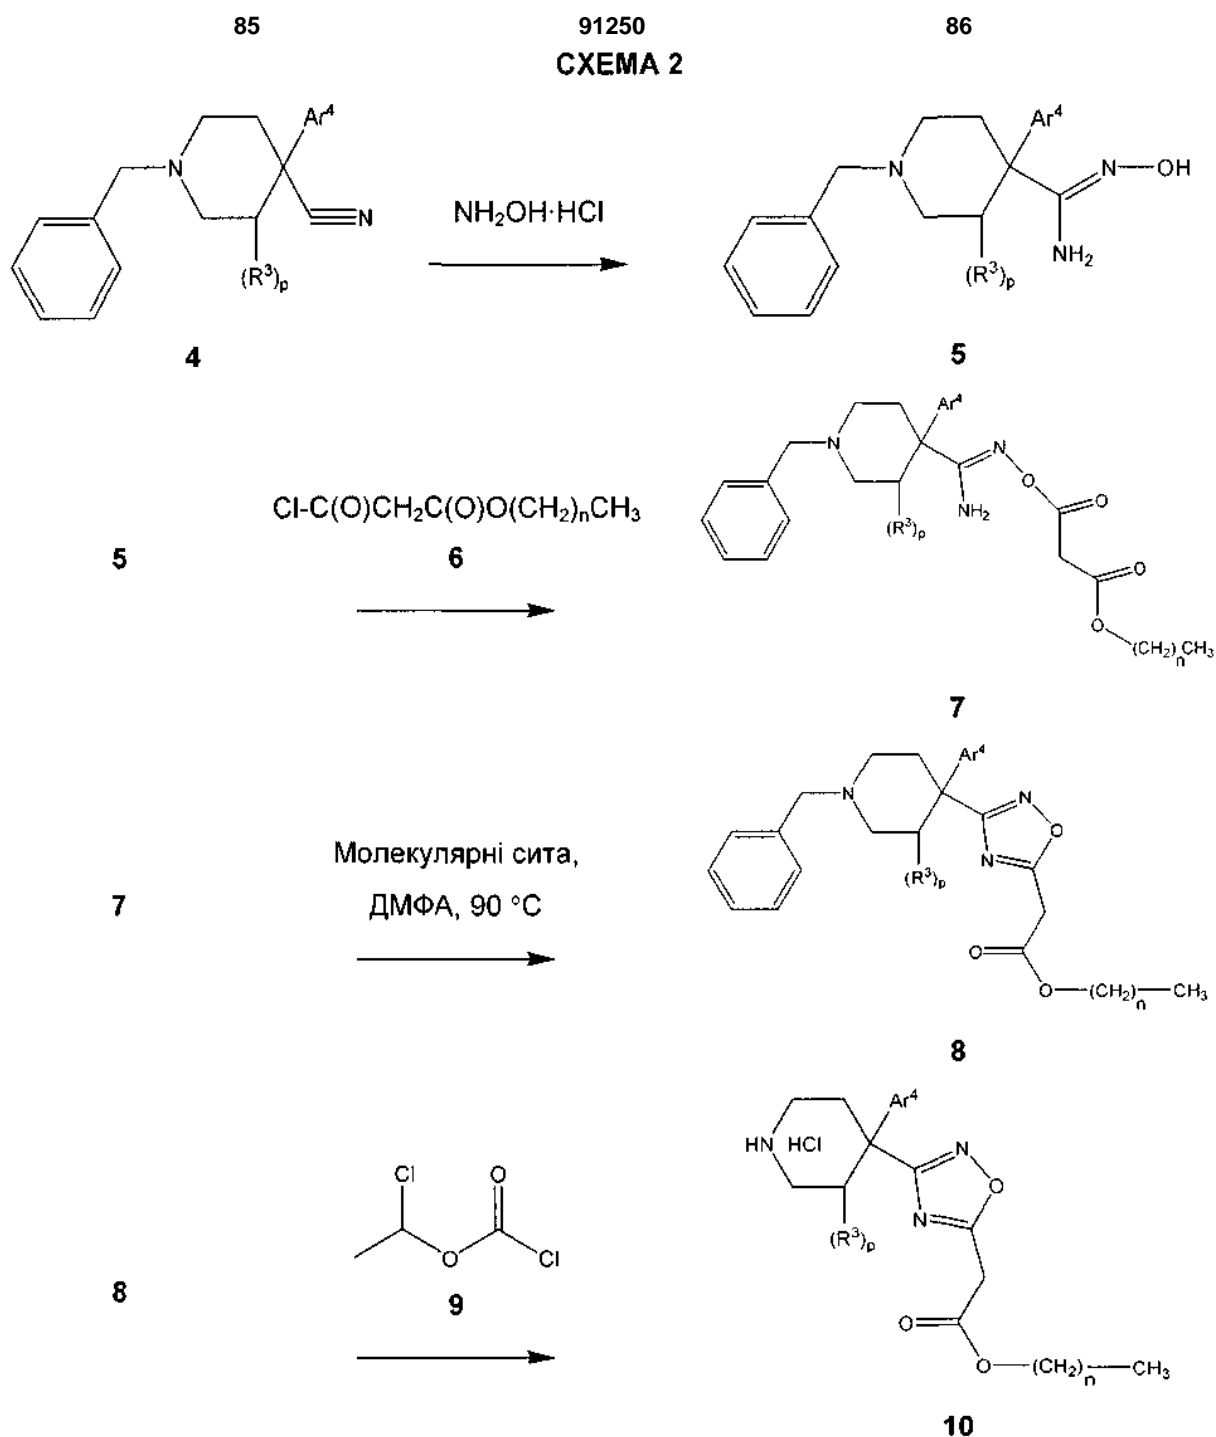 85 91250 86
СХЕМА 2
Ar⁴ Ar⁴
N N N OH
N NH₂OH·HCl
NH₂
(R³)p (R³)p
4 5
Ar⁴
N N
Cl-C(O)CH₂C(O)O(CH₂)nCH₃ O O
(R³)p NH₂
5 6 O
O (CH₂)nCH₃
7
Ar⁴
N N
O
Молекулярні сита, (R³)p N
7 ДМФА, 90 °C
O
O (CH₂)n CH₃
8
Ar⁴
HN HCl N
Cl O O
(R³)p N
O Cl
8 9 O
O (CH₂)n CH₃
10